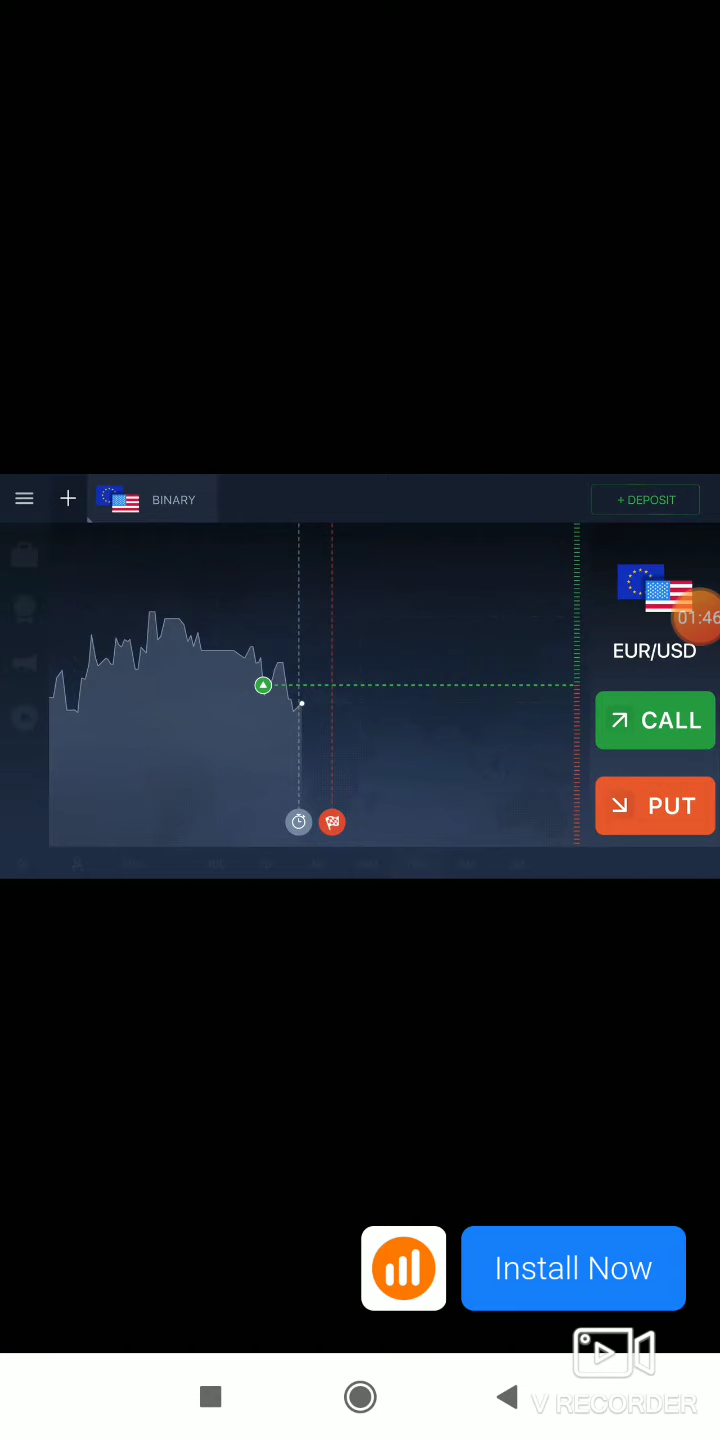 BINARY
+ DEPOSIT
01:46
EUR/USD
CALL
PUT
Install Now
V RECORDER